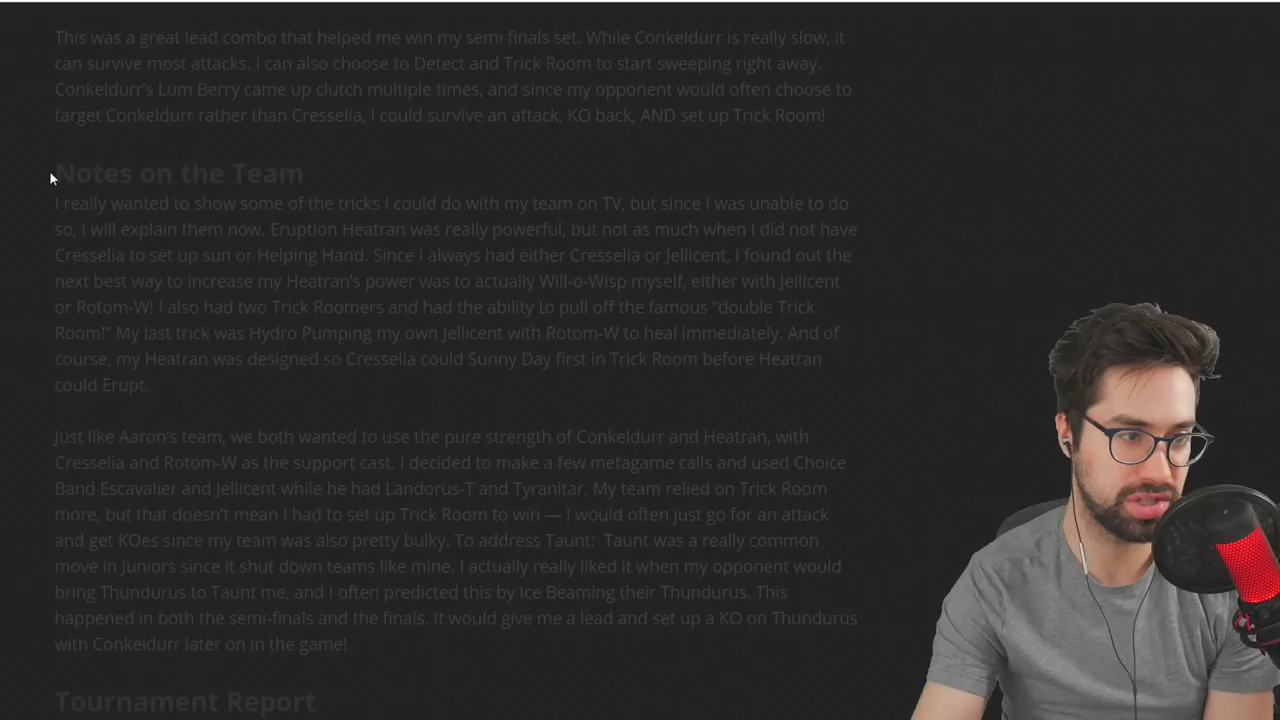 This was a great lead combo that helped me win my semi finals set. While Conkeldurr is really slow, it
can survive most attacks. I can also choose to Detect and Trick Room to start sweeping right away.
Conkeldurr's Lum Berry came up clutch multiple times, and since my opponent would often choose to
target Conkeldurr rather than Cresselia, I could survive an attack, KO back, AND set up Trick Room!
Notes on the Team
I really wanted to show some of the tricks I could do with my team on TV, but since I was unable to do
so, I will explain them now. Eruption Heatran was really powerful, but not as much when I did not have
Cresselia to set up sun or Helping Hand. Since I always had either Cresselia or Jellicent, I found out the
next best way to increase my Heatran's power was to actually Will-o-Wisp myself, either with Jellicent
or Rotom-W! I also had two Trick Roomers and had the ability to pull off the famous “double Trick
Room!” My last trick was Hydro Pumping my own Jellicent with Rotom-W to heal immediately. And of
course, my Heatran was designed so Cresselia could Sunny Day first in Trick Room before Heatran
could Erupt.
Just like Aaron's team, we both wanted to use the pure strength of Conkeldurr and Heatran, with
Cresselia and Rotom-W as the support cast. I decided to make a few metagame calls and used Choice
Band Escavalier and Jellicent while he had Landorus-T and Tyranitar. My team relied on Trick Room
more, but that doesn't mean I had to set up Trick Room to win — I would often just go for an attack
and get KOes since my team was also pretty bulky. To address Taunt:  Taunt was a really common
move in Juniors since it shut down teams like mine. I actually really liked it when my opponent would
bring Thundurus to Taunt me, and I often predicted this by Ice Beaming their Thundurus. This
happened in both the semi-finals and the finals. It would give me a lead and set up a KO on Thundurus
with Conkeldurr later on in the game!
Tournament Report